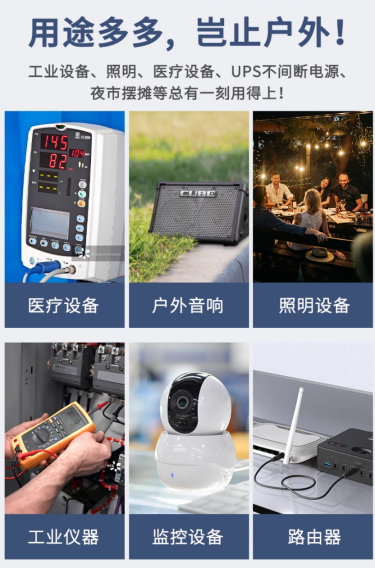 用途多多，岂止户外！
工业设备、照明、医疗设备、UPS不间断电源、
夜市摆摊等总有一刻用得上！
145
104
82
CUBE
医疗设备
户外音响
照明设备
工业仪器
监控设备
路由器